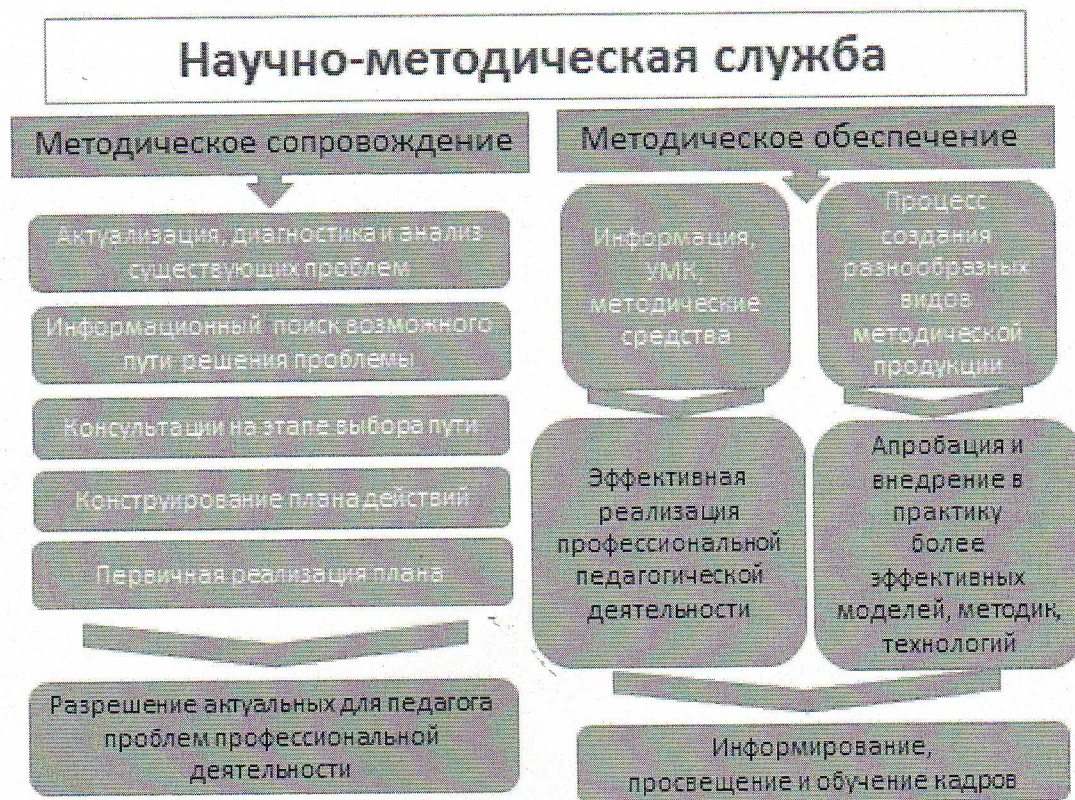 Научно-методическая служба
Методическое сопровождение
Актуализация, диагностика и анализ
существующих проблем
Информационный поиск возможного
пути решения проблемы
Консультации на этапе выбора пути
Конструирование плана действий
Первичная реализация плана
Разрешение актуальных для педагога
проблем профессиональной
деятельности
Методическое обеспечение
Информация,
УМК,
методические
средства
Процесс
создания
разнообразных
видов
методической
продукции
Эффективная
реализация
профессиональной
педагогической
деятельности
Апробация и
внедрение в
практику
более
эффективных
моделей, методик,
технологий
Информирование,
просвещение и обучение кадров